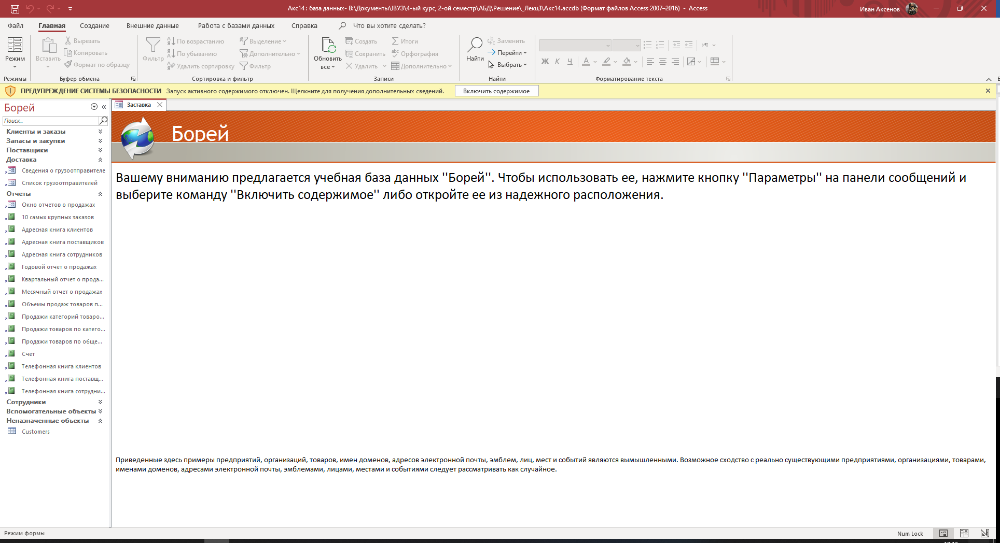 Акс14 : база данных- B:\Документы\!ВУЗ\4-ый курс, 2-ой семестр\АБД\Решение\_Лекц3\Акс14.accdb (Формат файлов Access 2007–2016) - Access
Иван Аксенов
Файл Главная Создание Внешние данные Работа с базами данных Справка Что вы хотите сделать?
Режим
Режимы
Вставить
Вырезать
Копировать
Формат по образцу
Буфер обмена
Фильтр
По возрастанию
По убыванию
Удалить сортировку
Выделение
Дополнительно
Фильтр
Сортировка и фильтр
Обновить
все
Создать
Сохранить
Удалить
Итоги
Орфография
Дополнительно
Записи
Найти
Заменить
Перейти
Выбрать
Найти
Ж К Ч
Форматирование текста
ПРЕДУПРЕЖДЕНИЕ СИСТЕМЫ БЕЗОПАСНОСТИ Запуск активного содержимого отключен. Щелкните для получения дополнительных сведений. Включить содержимое
Борей
Поиск...
Клиенты и заказы
Запасы и закупки
Поставщики
Доставка
Сведения о грузоотправителе
Список грузоотправителей
Отчеты
Окно отчетов о продажах
10 самых крупных заказов
Адресная книга клиентов
Адресная книга поставщиков
Адресная книга сотрудников
Годовой отчет о продажах
Квартальный отчет о прода...
Месячный отчет о продажах
Объемы продаж товаров п...
Продажи категорий товаро...
Продажи товаров по катего...
Продажи товаров по обще...
Счет
Телефонная книга клиентов
Телефонная книга поставщ...
Телефонная книга сотрудни...
Сотрудники
Вспомогательные объекты
Неназначенные объекты
Customers
Заставка
Борей
Вашему вниманию предлагается учебная база данных "Борей". Чтобы использовать ее, нажмите кнопку "Параметры" на панели сообщений и
выберите команду "Включить содержимое" либо откройте ее из надежного расположения.
Приведенные здесь примеры предприятий, организаций, товаров, имен доменов, адресов электронной почты, эмблем, лиц, мест и событий являются вымышленными. Возможное сходство с реально существующими предприятиями, организациями, товарами,
именами доменов, адресами электронной почты, эмблемами, лицами, местами и событиями следует рассматривать как случайное.
Режим формы
Num Lock